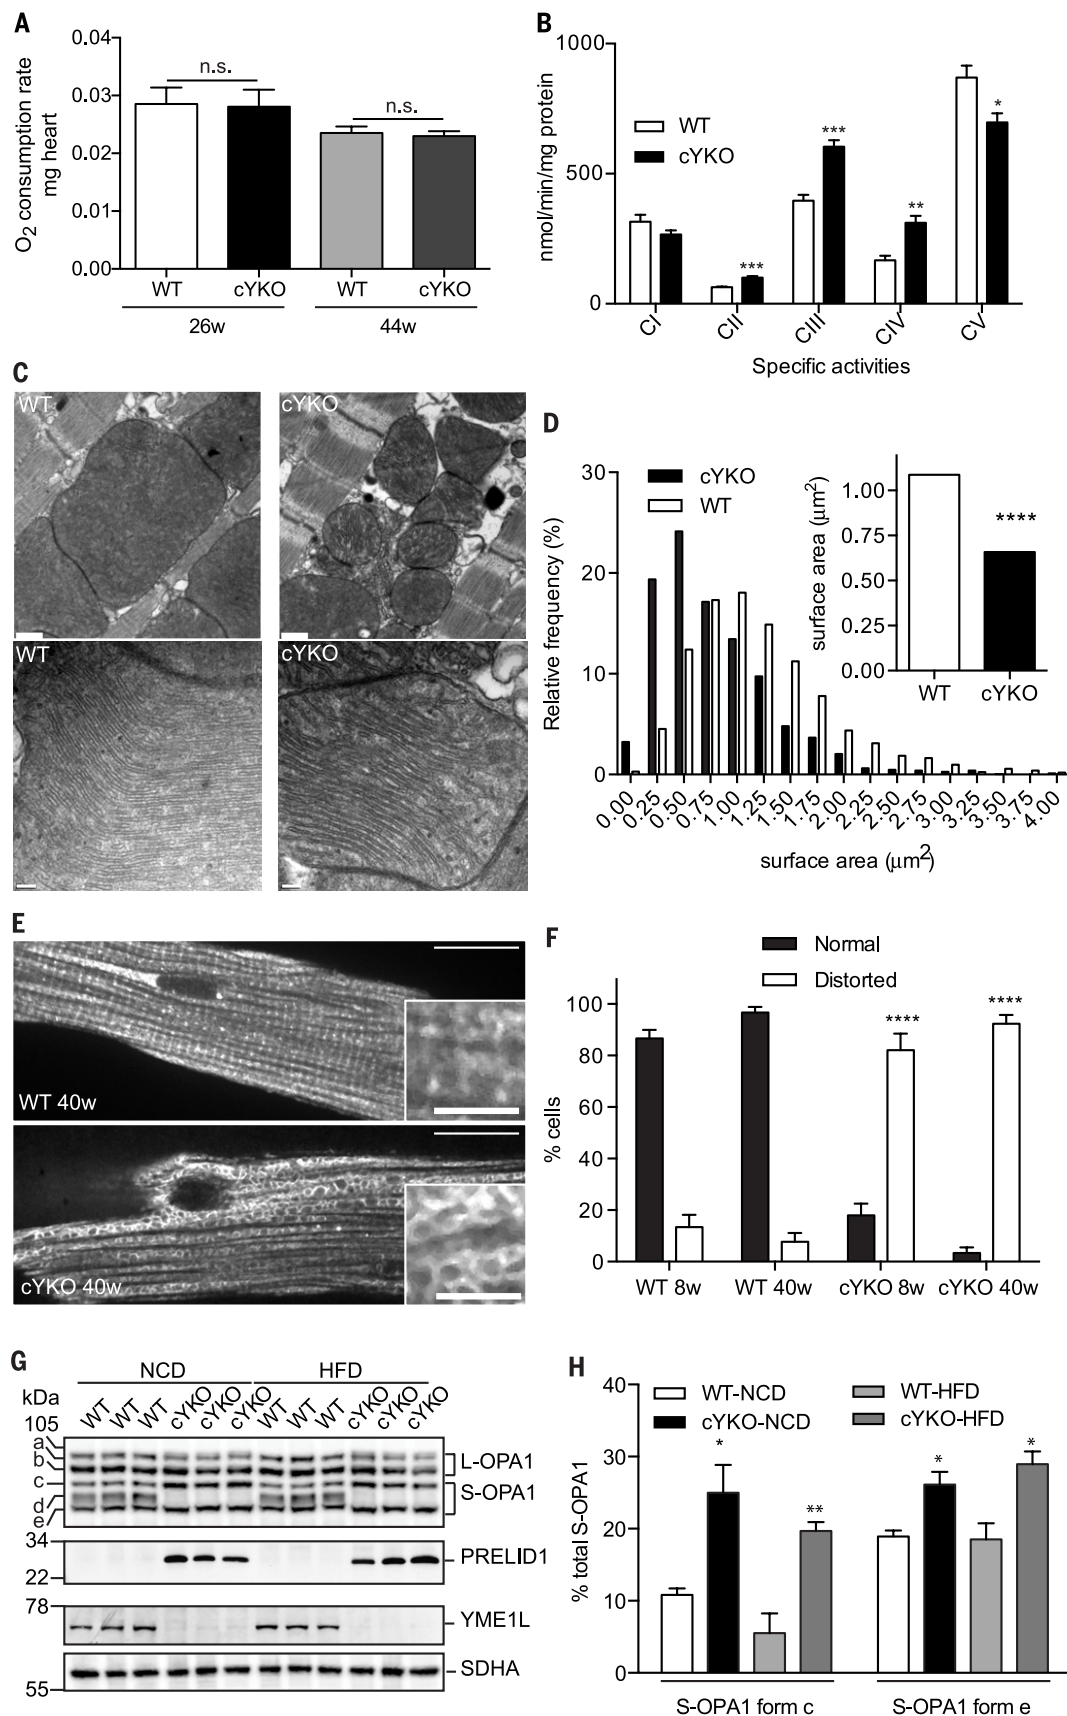 A
0.04
0.03
0.02
0.01
0.00
O2 consumption rate
mg heart
n.s.
n.s.
WT
cYKO
WT
cYKO
26w
44w
B
1000
500
0
nmol/min/mg protein
WT
cYKO
***
***
**
*
CI
CII
CIII
CIV
CV
Specific activities
C
WT
cYKO
WT
cYKO
D
30
20
10
0
Relative frequency (%)
cYKO
WT
1.00
0.75
0.50
0.25
0.00
surface area (μm2)
****
WT
cYKO
0.00
0.25
0.50
0.75
1.00
1.25
1.50
1.75
2.00
2.25
2.50
2.75
3.00
3.25
3.50
3.75
4.00
surface area (μm2)
E
WT 40w
cYKO 40w
F
Normal
Distorted
100
80
60
40
20
0
% cells
****
****
WT 8w
WT 40w
cYKO 8w
cYKO 40w
G
NCD
HFD
kDa
WT
WT
WT
cYKO
cYKO
cYKO
WT
WT
WT
cYKO
cYKO
cYKO
105
a
b
c
d
e
L-OPA1
S-OPA1
34
22
PRELID1
78
YME1L
SDHA
55
H
WT-NCD
cYKO-NCD
WT-HFD
cYKO-HFD
40
30
20
10
0
% total S-OPA1
*
**
*
*
S-OPA1 form c
S-OPA1 form e